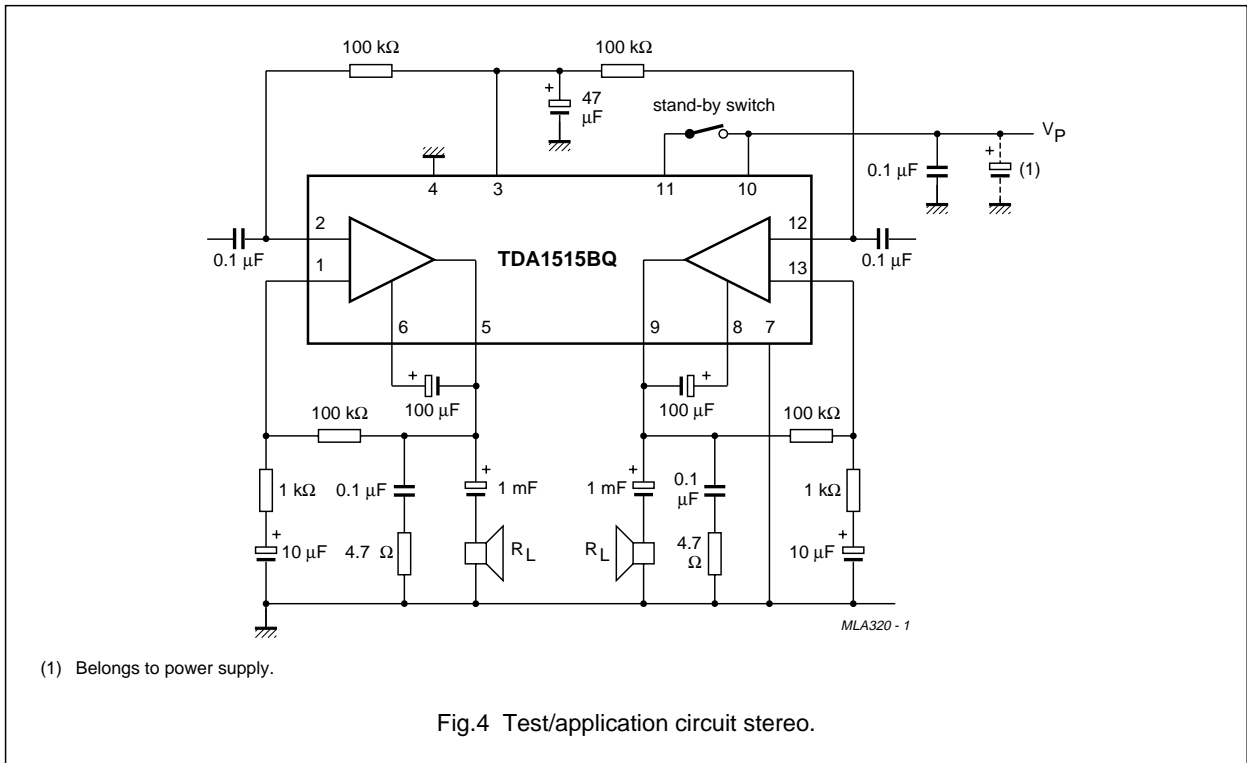 100 kΩ
100 kΩ
+
47
μF
stand-by switch
V_P
+
0.1 μF
(1)
4
3
11
10
2
12
0.1 μF
TDA1515BQ
0.1 μF
1
13
6
5
9
8
7
+
+
100 μF
100 μF
100 kΩ
100 kΩ
+
+
1 kΩ
0.1 μF
1 mF
1 mF
0.1
μF
1 kΩ
+
+
10 μF
4.7 Ω
R_L
R_L
4.7
Ω
10 μF
MLA320 - 1
(1) Belongs to power supply.
Fig.4 Test/application circuit stereo.